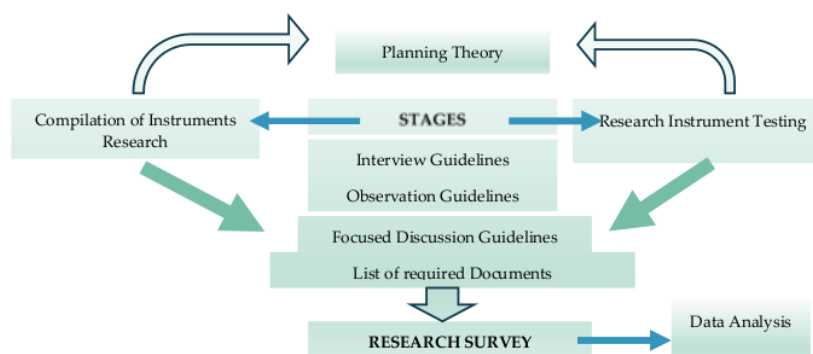 Planning Theory
Compilation of Instruments
Research
STAGES
Research Instrument Testing
Interview Guidelines
Observation Guidelines
Focused Discussion Guidelines
List of required Documents
RESEARCH SURVEY
Data Analysis